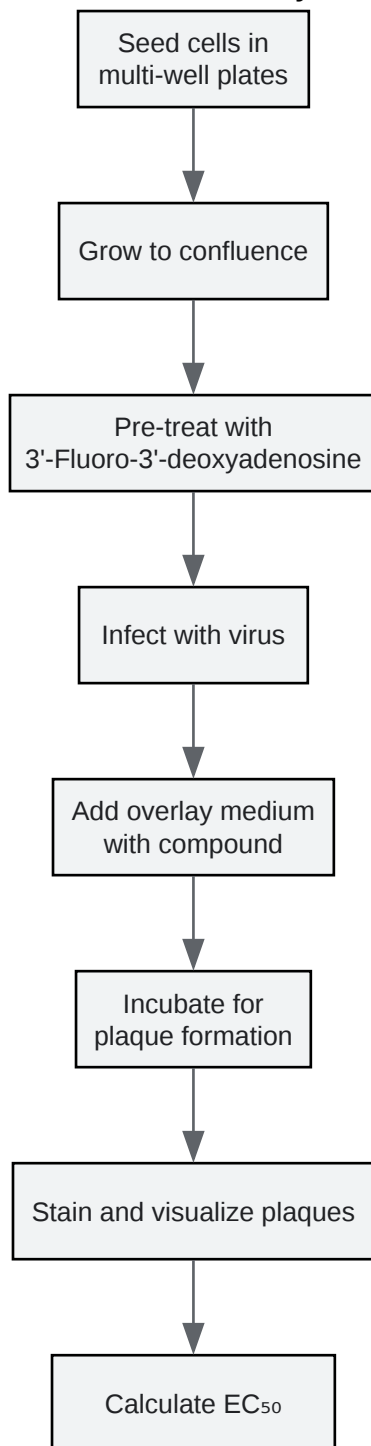 Seed cells in
multi-well plates
Grow to confluence
Pre-treat with
3'-Fluoro-3'-deoxyadenosine
Infect with virus
Add overlay medium
with compound
Incubate for
plaque formation
Stain and visualize plaques
Calculate EC₅₀